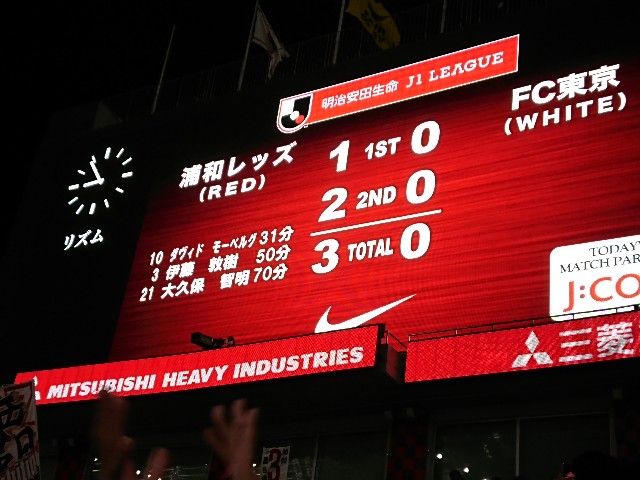 明治安田生命 J1 LEAGUE
浦和レッズ
(RED)
FC東京
(WHITE)
1 1ST 0
2 2ND 0
3 TOTAL 0
10 ダヴィド モーベルグ 31分
3 伊藤 敦樹 50分
21 大久保 智明 70分
リズム
TODAY'
MATCH PAR
J:CO
MITSUBISHI HEAVY INDUSTRIES
三菱
3